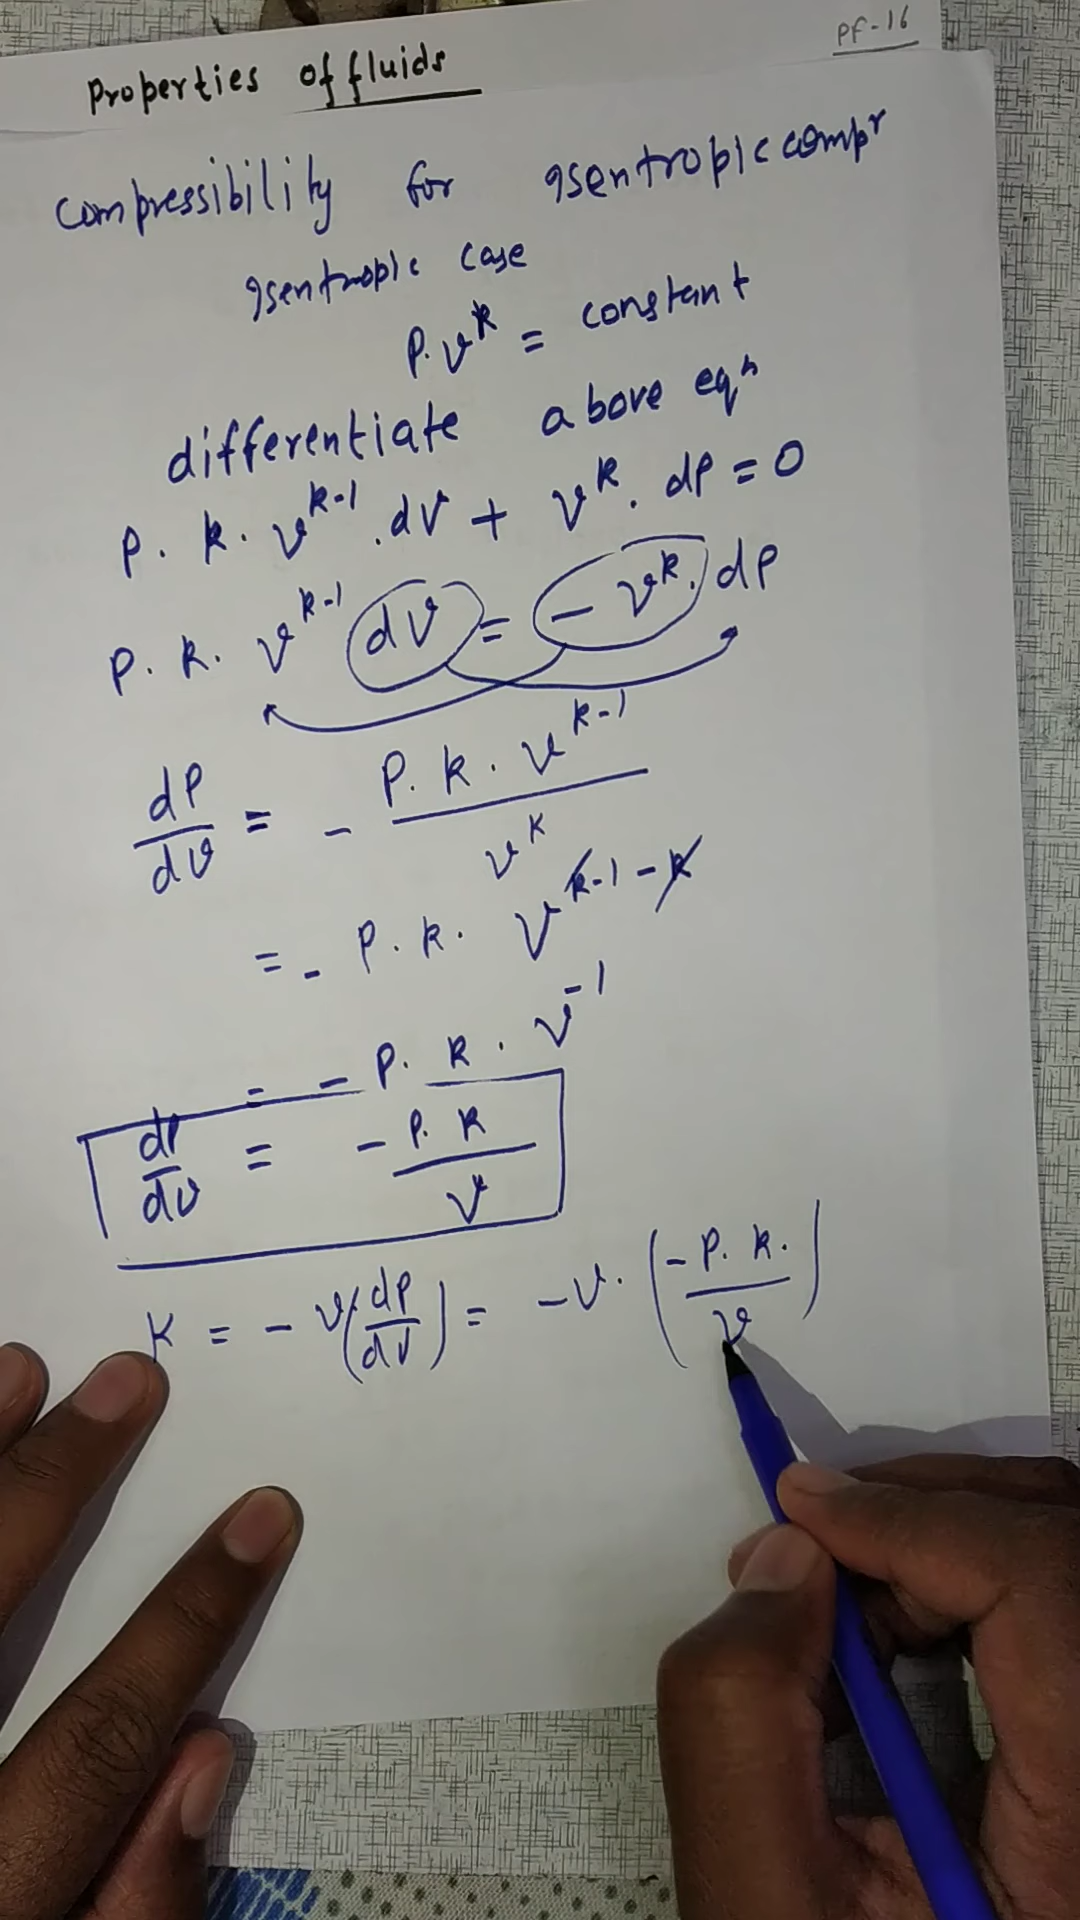 PF-16
Properties of fluids
compressibility for isentropic compr
isentropic case
P.v^k = constant
differentiate above eqn
P. k. v^k-1 .dv + v^k. dP = 0
P. k. v^k-1 dv = - v^k. dP
dP/dv = - P. k. v^k-1 / v^k
= - P. k. v^k-1-k
= - P. k. v^-1
dP/dv = - P. k / v
K = - v(dP/dv) = - v. (-P. k. / v)